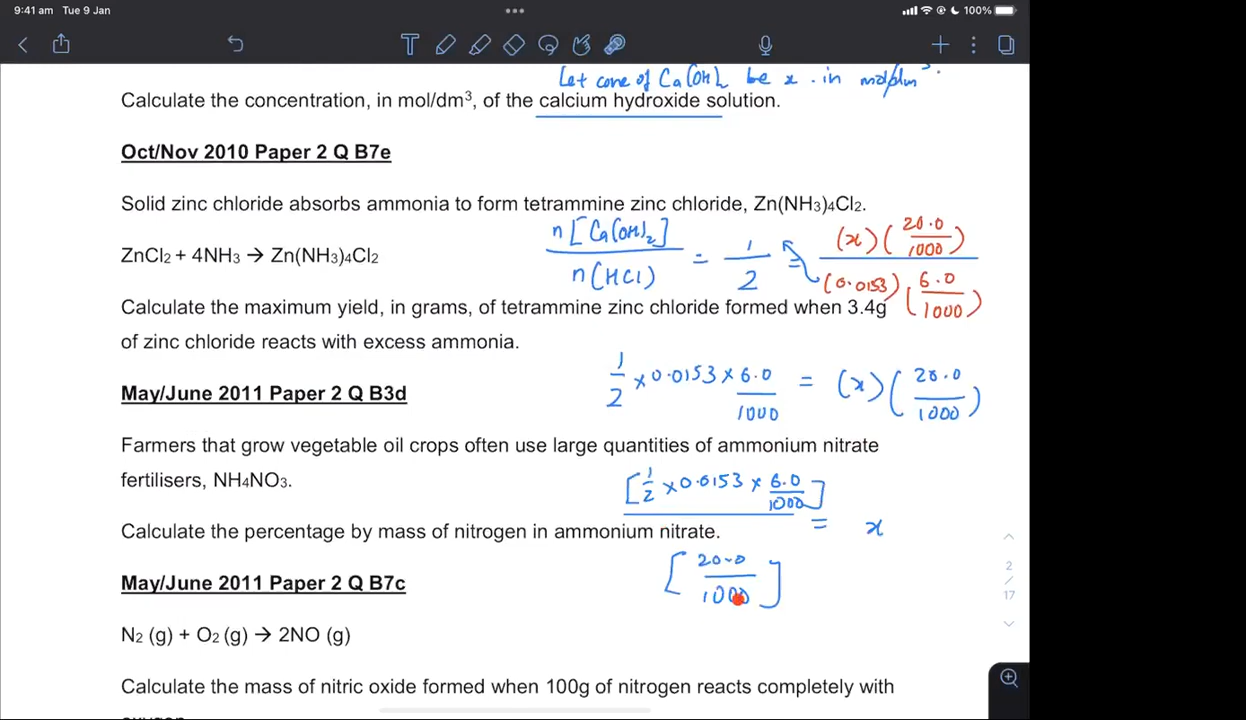 9:41 am Tue 9 Jan
100%
Let conc of Ca(OH)2 be x . in mol/dm3.
Calculate the concentration, in mol/dm3, of the calcium hydroxide solution.
Oct/Nov 2010 Paper 2 Q B7e
Solid zinc chloride absorbs ammonia to form tetrammine zinc chloride, Zn(NH3)4Cl2.
n[Ca(OH)2] / n(HCl) = 1/2 = (x)(20.0/1000) / (0.0153)(6.0/1000)
ZnCl2 + 4NH3 → Zn(NH3)4Cl2
Calculate the maximum yield, in grams, of tetrammine zinc chloride formed when 3.4g
of zinc chloride reacts with excess ammonia.
1/2 × 0.0153 × 6.0/1000 = (x)(20.0/1000)
May/June 2011 Paper 2 Q B3d
Farmers that grow vegetable oil crops often use large quantities of ammonium nitrate
fertilisers, NH4NO3.
[1/2 × 0.0153 × 6.0/1000] / [20.0/1000] = x
Calculate the percentage by mass of nitrogen in ammonium nitrate.
May/June 2011 Paper 2 Q B7c
2
/
17
N2 (g) + O2 (g) → 2NO (g)
Calculate the mass of nitric oxide formed when 100g of nitrogen reacts completely with